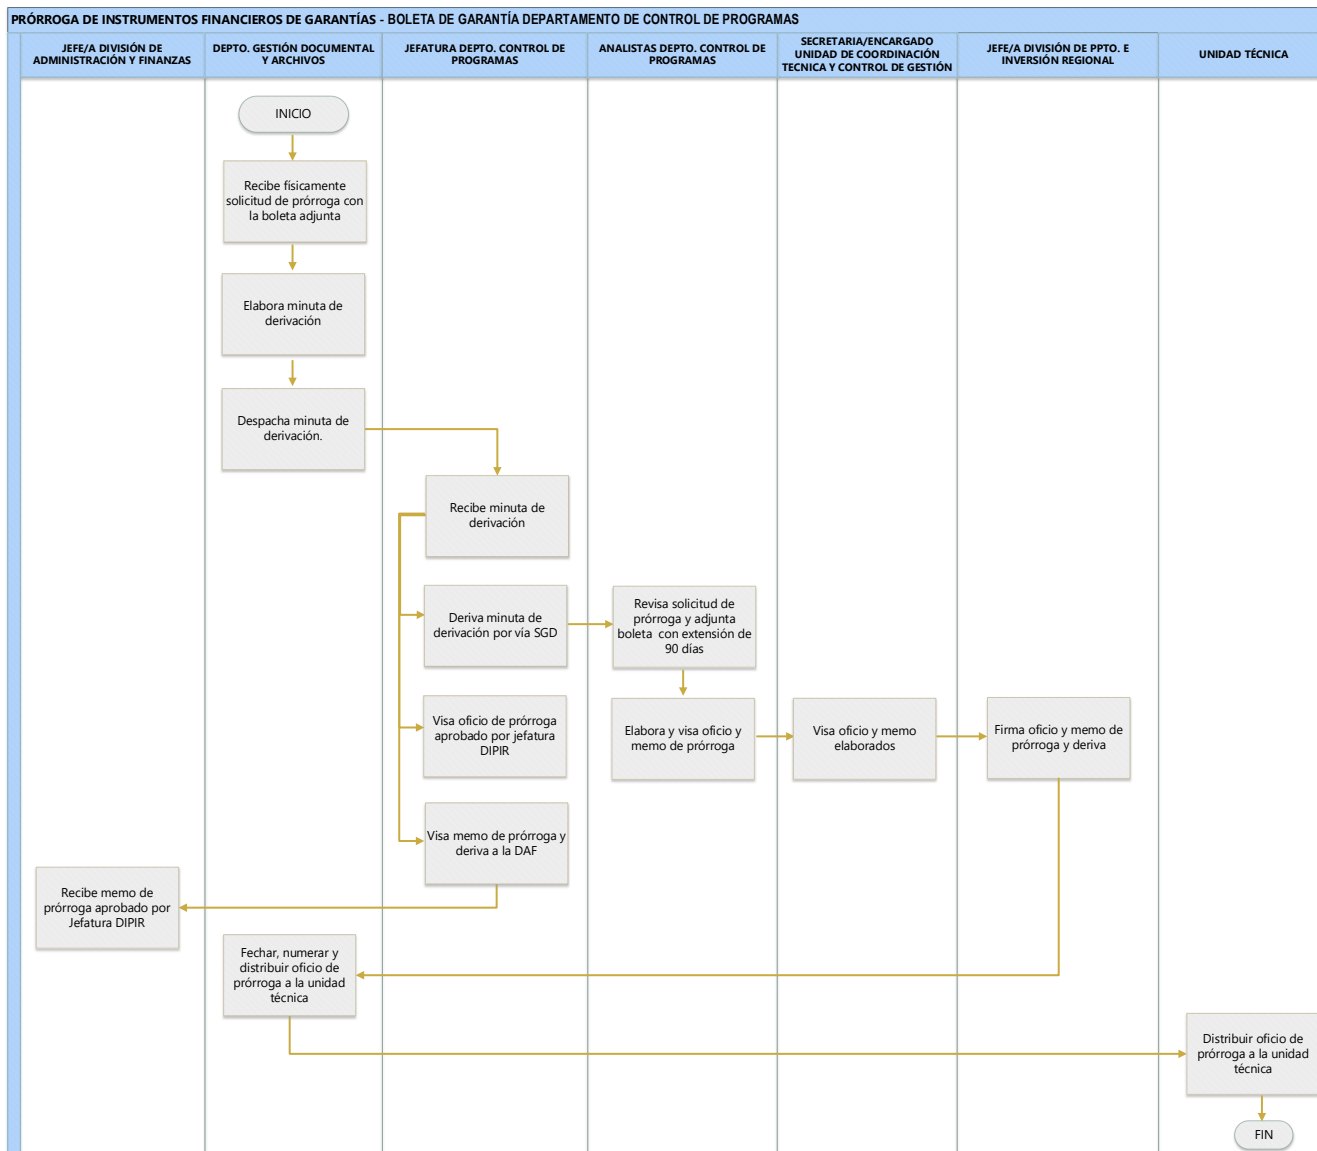 PRÓRROGA DE INSTRUMENTOS FINANCIEROS DE GARANTÍAS - BOLETA DE GARANTÍA DEPARTAMENTO DE CONTROL DE PROGRAMAS
JEFE/A DIVISIÓN DE
ADMINISTRACIÓN Y FINANZAS
DEPTO. GESTIÓN DOCUMENTAL
Y ARCHIVOS
JEFATURA DEPTO. CONTROL DE
PROGRAMAS
ANALISTAS DEPTO. CONTROL DE
PROGRAMAS
SECRETARIA/ENCARGADO
UNIDAD DE COORDINACIÓN
TECNICA Y CONTROL DE GESTIÓN
JEFE/A DIVISIÓN DE PPTO. E
INVERSIÓN REGIONAL
UNIDAD TÉCNICA
INICIO
Recibe físicamente
solicitud de prórroga con
la boleta adjunta
Elabora minuta de
derivación
Despacha minuta de
derivación.
Recibe minuta de
derivación
Deriva minuta de
derivación por vía SGD
Revisa solicitud de
prórroga y adjunta
boleta con extensión de
90 días
Visa oficio de prórroga
aprobado por jefatura
DIPIR
Elabora y visa oficio y
memo de prórroga
Visa oficio y memo
elaborados
Firma oficio y memo de
prórroga y deriva
Visa memo de prórroga y
deriva a la DAF
Recibe memo de
prórroga aprobado por
Jefatura DIPIR
Fechar, numerar y
distribuir oficio de
prórroga a la unidad
técnica
Distribuir oficio de
prórroga a la unidad
técnica
FIN